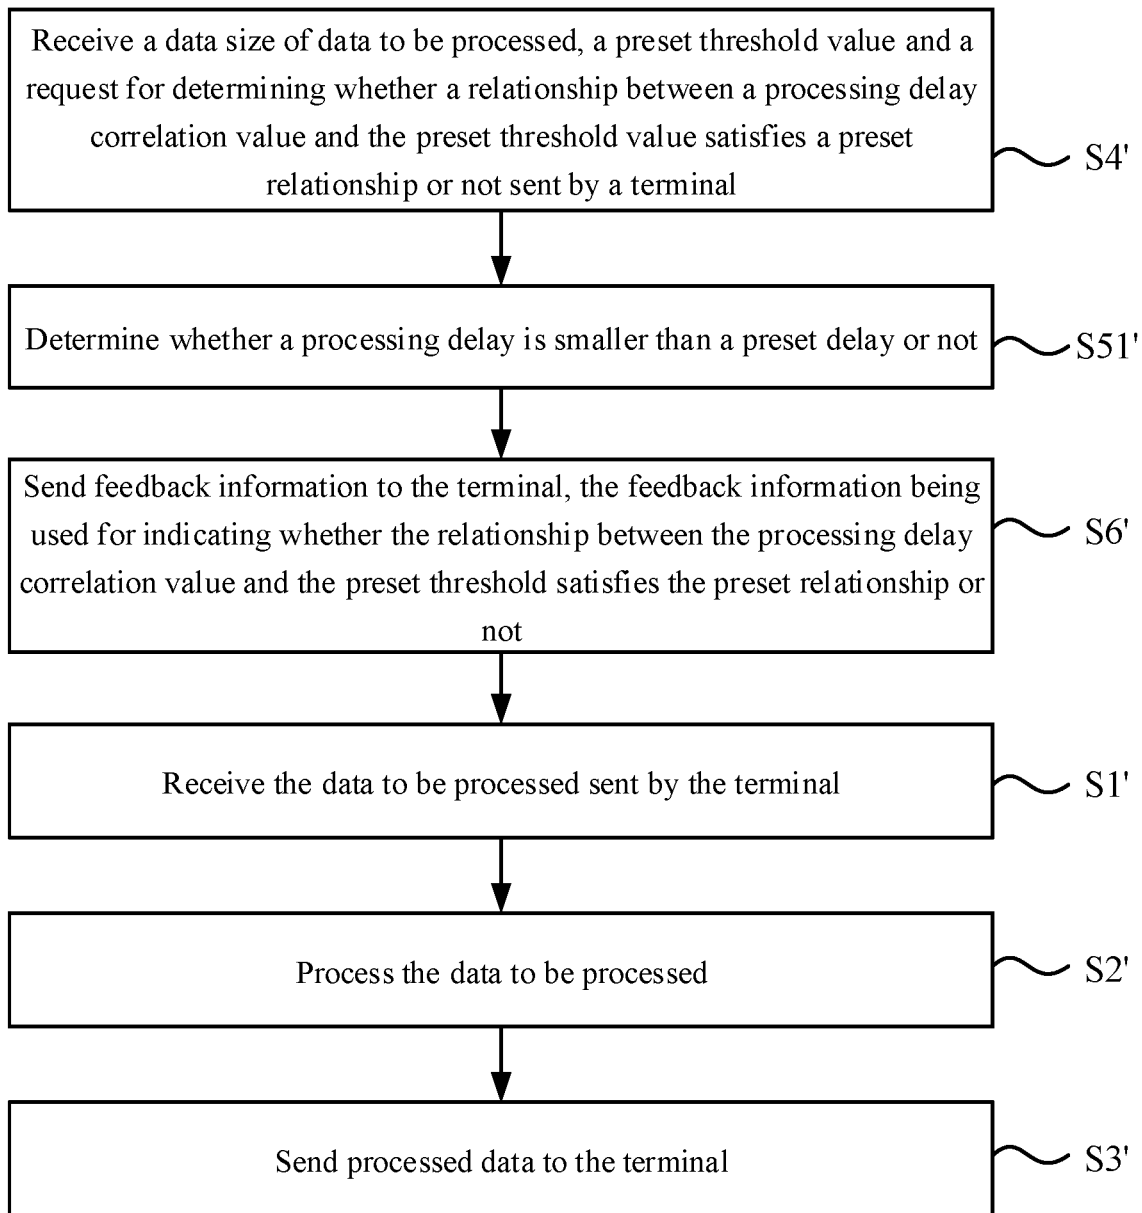 Receive a data size of data to be processed, a preset threshold value and a
request for determining whether a relationship between a processing delay
correlation value and the preset threshold value satisfies a preset
relationship or not sent by a terminal
S4'
Determine whether a processing delay is smaller than a preset delay or not
S51'
Send feedback information to the terminal, the feedback information being
used for indicating whether the relationship between the processing delay
correlation value and the preset threshold satisfies the preset relationship or
not
S6'
Receive the data to be processed sent by the terminal
S1'
Process the data to be processed
S2'
Send processed data to the terminal
S3'